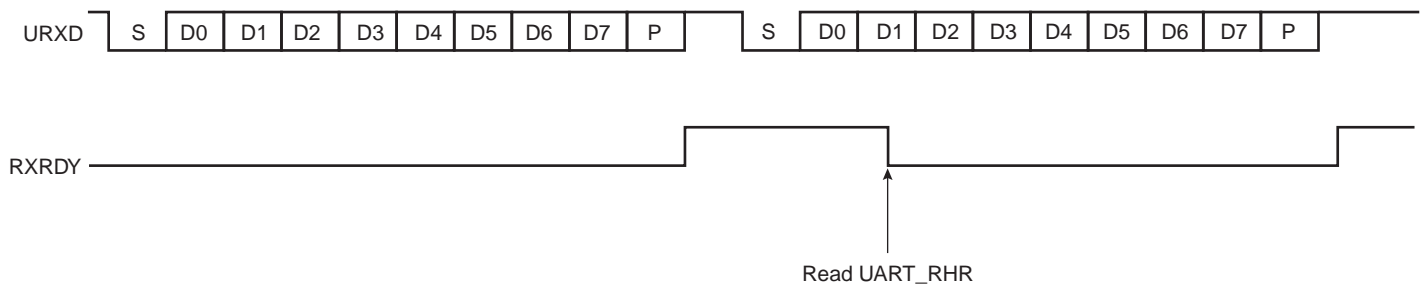 URXD S D0 D1 D2 D3 D4 D5 D6 D7 P S D0 D1 D2 D3 D4 D5 D6 D7 P
RXRDY
Read UART_RHR